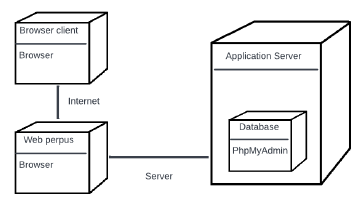 Browser client
Browser
Internet
Web perpus
Browser
Server
Application Server
Database
PhpMyAdmin